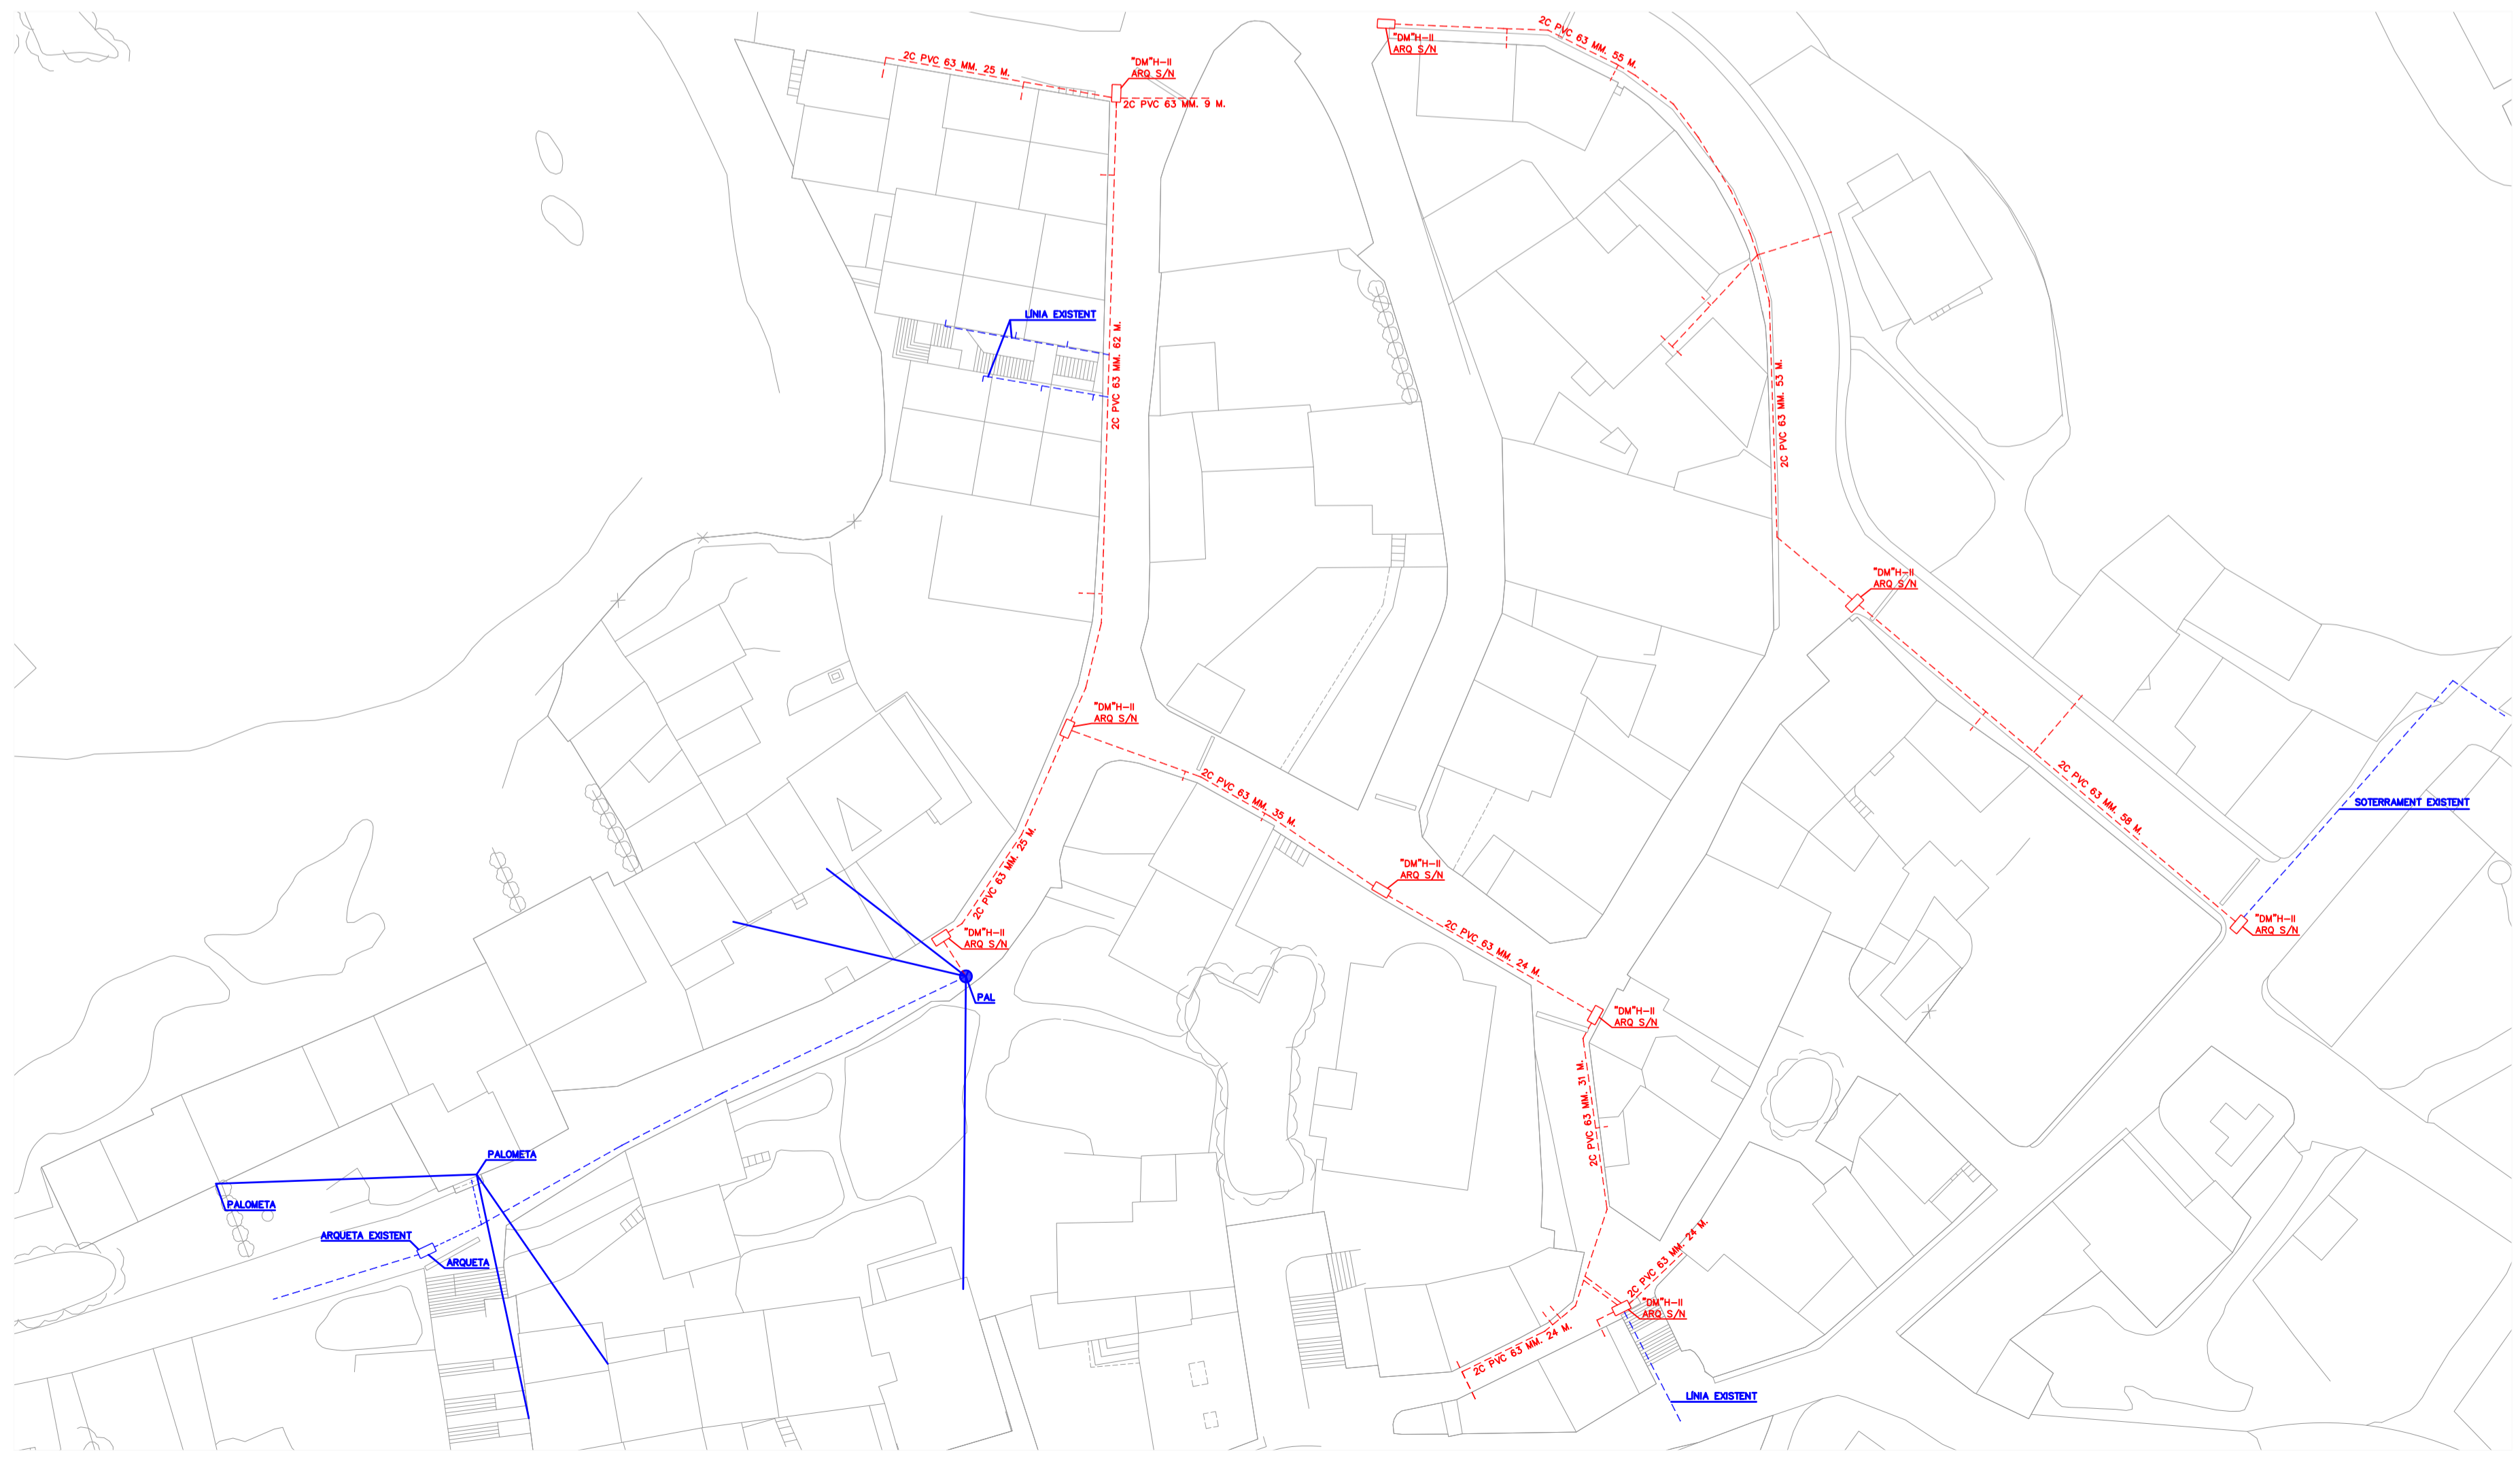 2C PVC 63 MM. 55 M.
"DM"H-II
ARQ S/N
2C PVC 63 MM. 25 M.
"DM"H-II
ARQ S/N
2C PVC 63 MM. 9 M.
LÍNIA EXISTENT
2C PVC 63 MM. 62 M.
2C PVC 63 MM. 53 M.
"DM"H-II
ARQ S/N
"DM"H-II
ARQ S/N
2C PVC 63 MM. 35 M.
2C PVC 63 MM. 58 M.
SOTERRAMENT EXISTENT
2C PVC 63 MM. 25 M.
"DM"H-II
ARQ S/N
"DM"H-II
ARQ S/N
"DM"H-II
ARQ S/N
2C PVC 63 MM. 24 M.
PAL
"DM"H-II
ARQ S/N
2C PVC 63 MM. 31 M.
PALOMETA
PALOMETA
ARQUETA EXISTENT
ARQUETA
2C PVC 63 MM. 24 M.
"DM"H-II
ARQ S/N
2C PVC 63 MM. 24 M.
LÍNIA EXISTENT